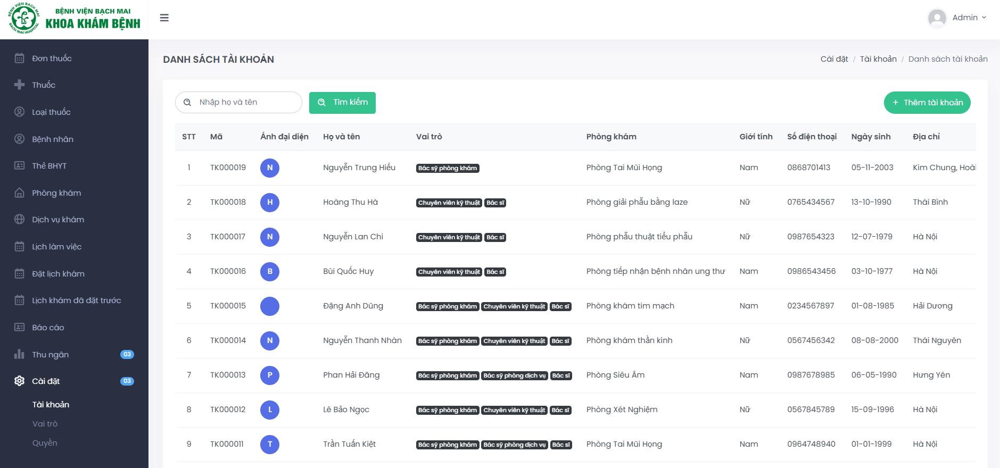 BỆNH VIỆN BẠCH MAI
BACH MAI HOSPITAL
BỆNH VIỆN BẠCH MAI
KHOA KHÁM BỆNH
Admin
Đơn thuốc
Thuốc
Loại thuốc
Bệnh nhân
Thẻ BHYT
Phòng khám
Dịch vụ khám
Lịch làm việc
Đặt lịch khám
Lịch khám đã đặt trước
Báo cáo
Thu ngân 03
Cài đặt 03
Tài khoản
Vai trò
Quyền
DANH SÁCH TÀI KHOẢN
Cài đặt / Tài khoản / Danh sách tài khoản
Nhập họ và tên Tìm kiếm + Thêm tài khoản
STT Mã Ảnh đại diện Họ và tên Vai trò Phòng khám Giới tính Số điện thoại Ngày sinh Địa chỉ
1 TK000019 N Nguyễn Trung Hiếu Bác sỹ phòng khám Phòng Tai Mũi Họng Nam 0868701413 05-11-2003 Kim Chung, Hoài
2 TK000018 H Hoàng Thu Hà Chuyên viên kỹ thuật Bác sĩ Phòng giải phẫu bằng laze Nữ 0765434567 13-10-1990 Thái Bình
3 TK000017 N Nguyễn Lan Chi Chuyên viên kỹ thuật Bác sĩ Phòng phẫu thuật tiểu phẫu Nữ 0987654323 12-07-1979 Hà Nội
4 TK000016 B Bùi Quốc Huy Chuyên viên kỹ thuật Bác sĩ Phòng tiếp nhận bệnh nhân ung thư Nam 0986543456 03-10-1977 Hà Nội
5 TK000015 Đặng Anh Dũng Bác sỹ phòng khám Chuyên viên kỹ thuật Bác sĩ Phòng khám tim mạch Nam 0234567897 01-08-1985 Hải Dương
6 TK000014 N Nguyễn Thanh Nhàn Bác sỹ phòng khám Chuyên viên kỹ thuật Bác sĩ Phòng khám thần kinh Nữ 0567456342 08-08-2000 Thái Nguyên
7 TK000013 P Phan Hải Đăng Bác sỹ phòng khám Bác sỹ phòng dịch vụ Bác sĩ Phòng Siêu Âm Nam 0987678985 06-05-1990 Hưng Yên
8 TK000012 L Lê Bảo Ngọc Bác sỹ phòng khám Chuyên viên kỹ thuật Bác sĩ Phòng Xét Nghiệm Nữ 0567845789 15-09-1996 Hà Nội
9 TK000011 T Trần Tuấn Kiệt Bác sỹ phòng khám Bác sỹ phòng dịch vụ Bác sĩ Phòng Tai Mũi Họng Nam 0964748940 01-01-1999 Hà Nội